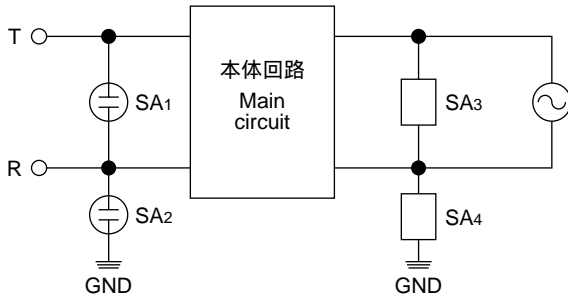 T
本体回路
Main
circuit
SA1
SA3
R
SA2
SA4
GND
GND